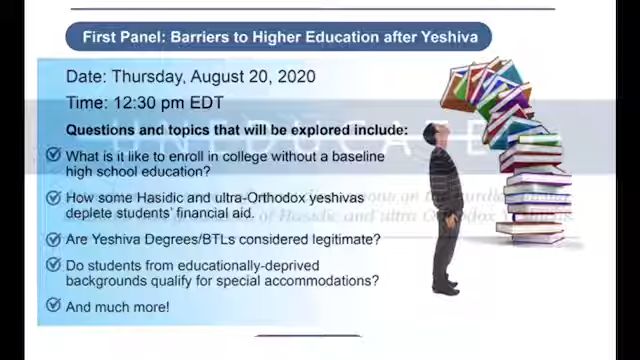 First Panel: Barriers to Higher Education after Yeshiva
Date: Thursday, August 20, 2020
Time: 12:30 pm EDT
Questions and topics that will be explored include:
What is it like to enroll in college without a baseline
high school education?
How some Hasidic and ultra-Orthodox yeshivas
deplete students' financial aid.
Are Yeshiva Degrees/BTLs considered legitimate?
Do students from educationally-deprived
backgrounds qualify for special accommodations?
And much more!